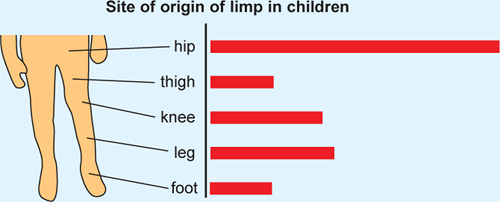 Site of origin of limp in children
hip
thigh
knee
leg
foot